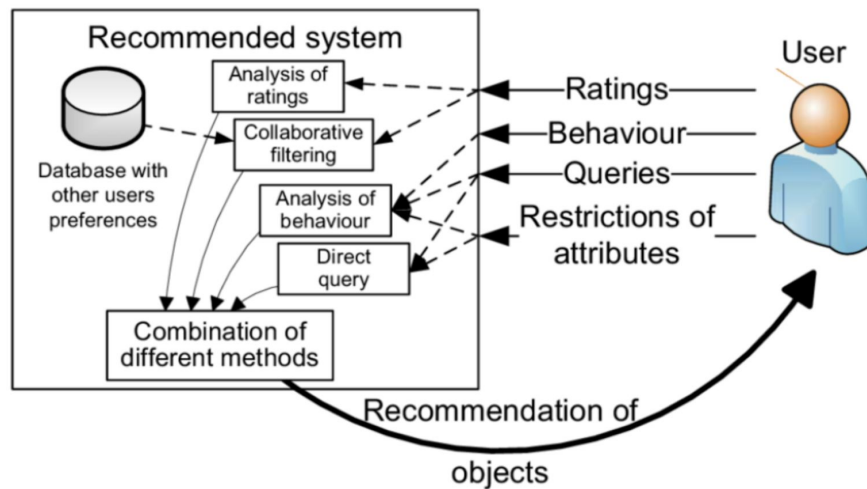 Recommended system
User
Analysis of
ratings
Ratings
Collaborative
filtering
Behaviour
Database with
other users
preferences
Analysis of
behaviour
Queries
Direct
query
Restrictions of
attributes
Combination of
different methods
Recommendation of
objects